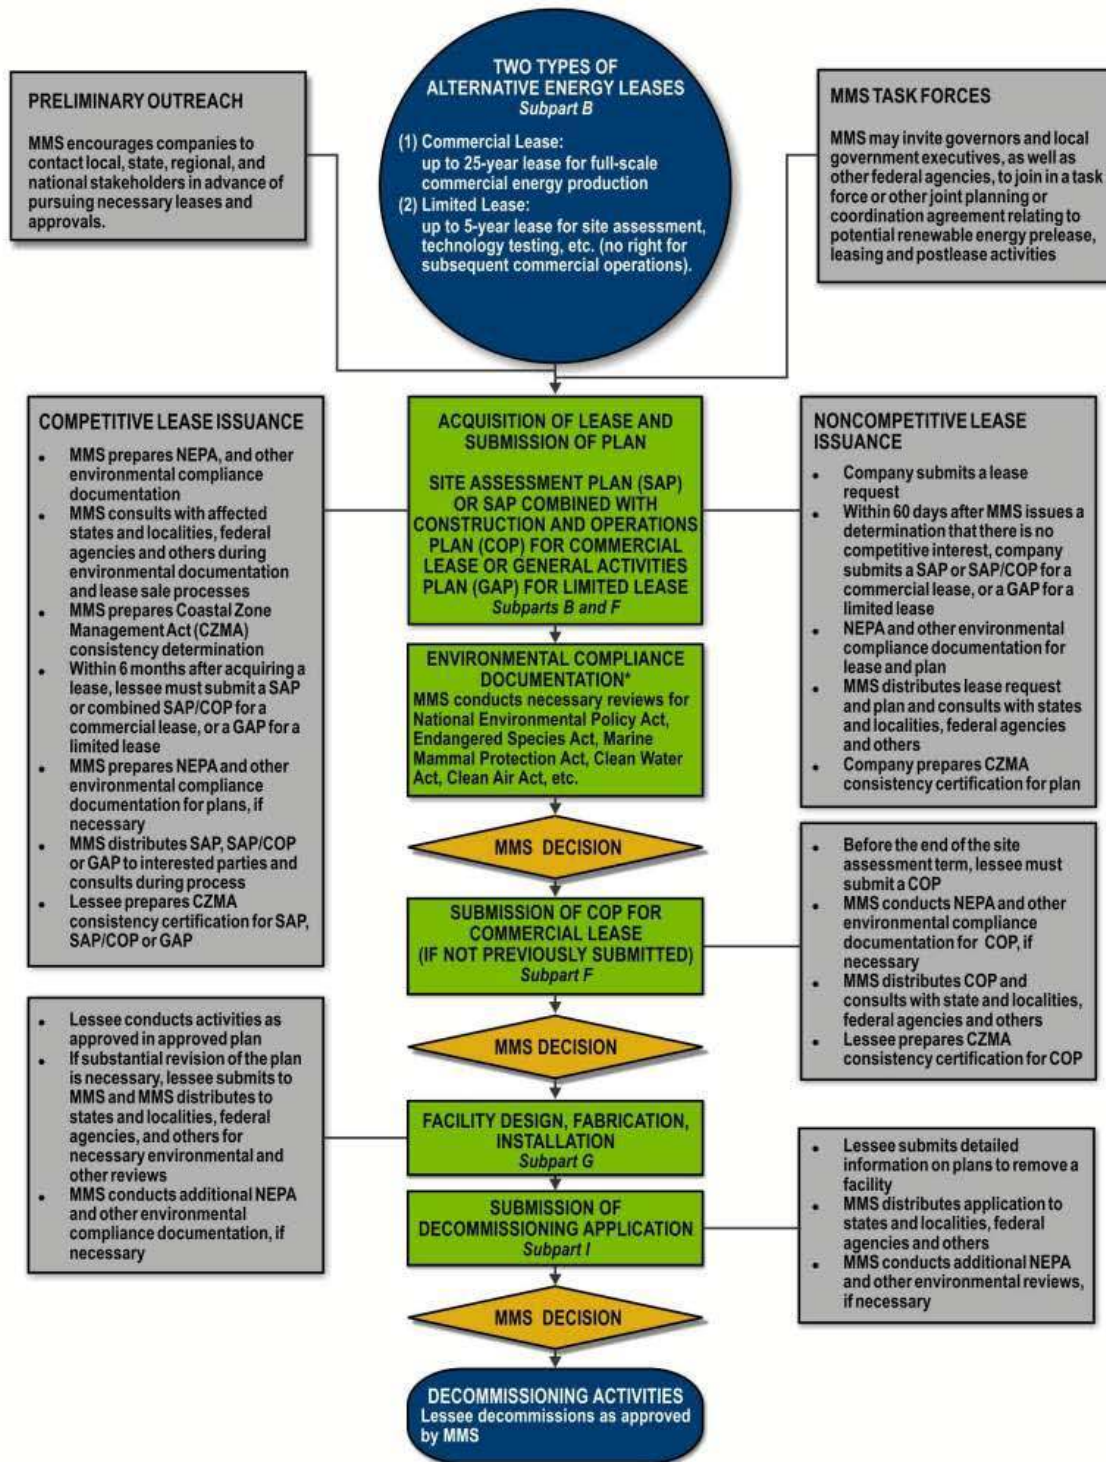 TWO TYPES OF
ALTERNATIVE ENERGY LEASES
Subpart B
(1) Commercial Lease:
up to 25-year lease for full-scale
commercial energy production
(2) Limited Lease:
up to 5-year lease for site assessment,
technology testing, etc. (no right for
subsequent commercial operations).
PRELIMINARY OUTREACH
MMS encourages companies to
contact local, state, regional, and
national stakeholders in advance of
pursuing necessary leases and
approvals.
MMS TASK FORCES
MMS may invite governors and local
government executives, as well as
other federal agencies, to join in a task
force or other joint planning or
coordination agreement relating to
potential renewable energy prelease,
leasing and postlease activities
COMPETITIVE LEASE ISSUANCE
• MMS prepares NEPA, and other
environmental compliance
documentation
• MMS consults with affected
states and localities, federal
agencies and others during
environmental documentation
and lease sale processes
• MMS prepares Coastal Zone
Management Act (CZMA)
consistency determination
• Within 6 months after acquiring a
lease, lessee must submit a SAP
or combined SAP/COP for a
commercial lease, or a GAP for a
limited lease
• MMS prepares NEPA and other
environmental compliance
documentation for plans, if
necessary
• MMS distributes SAP, SAP/COP
or GAP to interested parties and
consults during process
• Lessee prepares CZMA
consistency certification for SAP,
SAP/COP or GAP
ACQUISITION OF LEASE AND
SUBMISSION OF PLAN
SITE ASSESSMENT PLAN (SAP)
OR SAP COMBINED WITH
CONSTRUCTION AND OPERATIONS
PLAN (COP) FOR COMMERCIAL
LEASE OR GENERAL ACTIVITIES
PLAN (GAP) FOR LIMITED LEASE
Subparts B and F
NONCOMPETITIVE LEASE
ISSUANCE
• Company submits a lease
request
• Within 60 days after MMS issues a
determination that there is no
competitive interest, company
submits a SAP or SAP/COP for a
commercial lease, or a GAP for a
limited lease
• NEPA and other environmental
compliance documentation for
lease and plan
• MMS distributes lease request
and plan and consults with states
and localities, federal agencies
and others
• Company prepares CZMA
consistency certification for plan
ENVIRONMENTAL COMPLIANCE
DOCUMENTATION*
MMS conducts necessary reviews for
National Environmental Policy Act,
Endangered Species Act, Marine
Mammal Protection Act, Clean Water
Act, Clean Air Act, etc.
MMS DECISION
SUBMISSION OF COP FOR
COMMERCIAL LEASE
(IF NOT PREVIOUSLY SUBMITTED)
Subpart F
• Before the end of the site
assessment term, lessee must
submit a COP
• MMS conducts NEPA and other
environmental compliance
documentation for COP, if
necessary
• MMS distributes COP and
consults with state and localities,
federal agencies and others
• Lessee prepares CZMA
consistency certification for COP
MMS DECISION
• Lessee conducts activities as
approved in approved plan
• If substantial revision of the plan
is necessary, lessee submits to
MMS and MMS distributes to
states and localities, federal
agencies, and others for
necessary environmental and
other reviews
• MMS conducts additional NEPA
and other environmental
compliance documentation, if
necessary
FACILITY DESIGN, FABRICATION,
INSTALLATION
Subpart G
SUBMISSION OF
DECOMMISSIONING APPLICATION
Subpart I
• Lessee submits detailed
information on plans to remove a
facility
• MMS distributes application to
states and localities, federal
agencies and others
• MMS conducts additional NEPA
and other environmental reviews,
if necessary
MMS DECISION
DECOMMISSIONING ACTIVITIES
Lessee decommissions as approved
by MMS